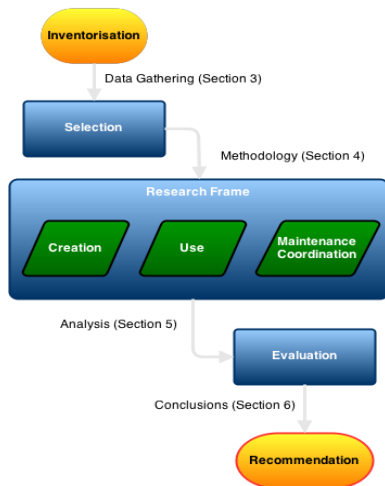 Inventorisation
Data Gathering (Section 3)
Selection
Methodology (Section 4)
Research Frame
Creation
Use
Maintenance
Coordination
Analysis (Section 5)
Evaluation
Conclusions (Section 6)
Recommendation